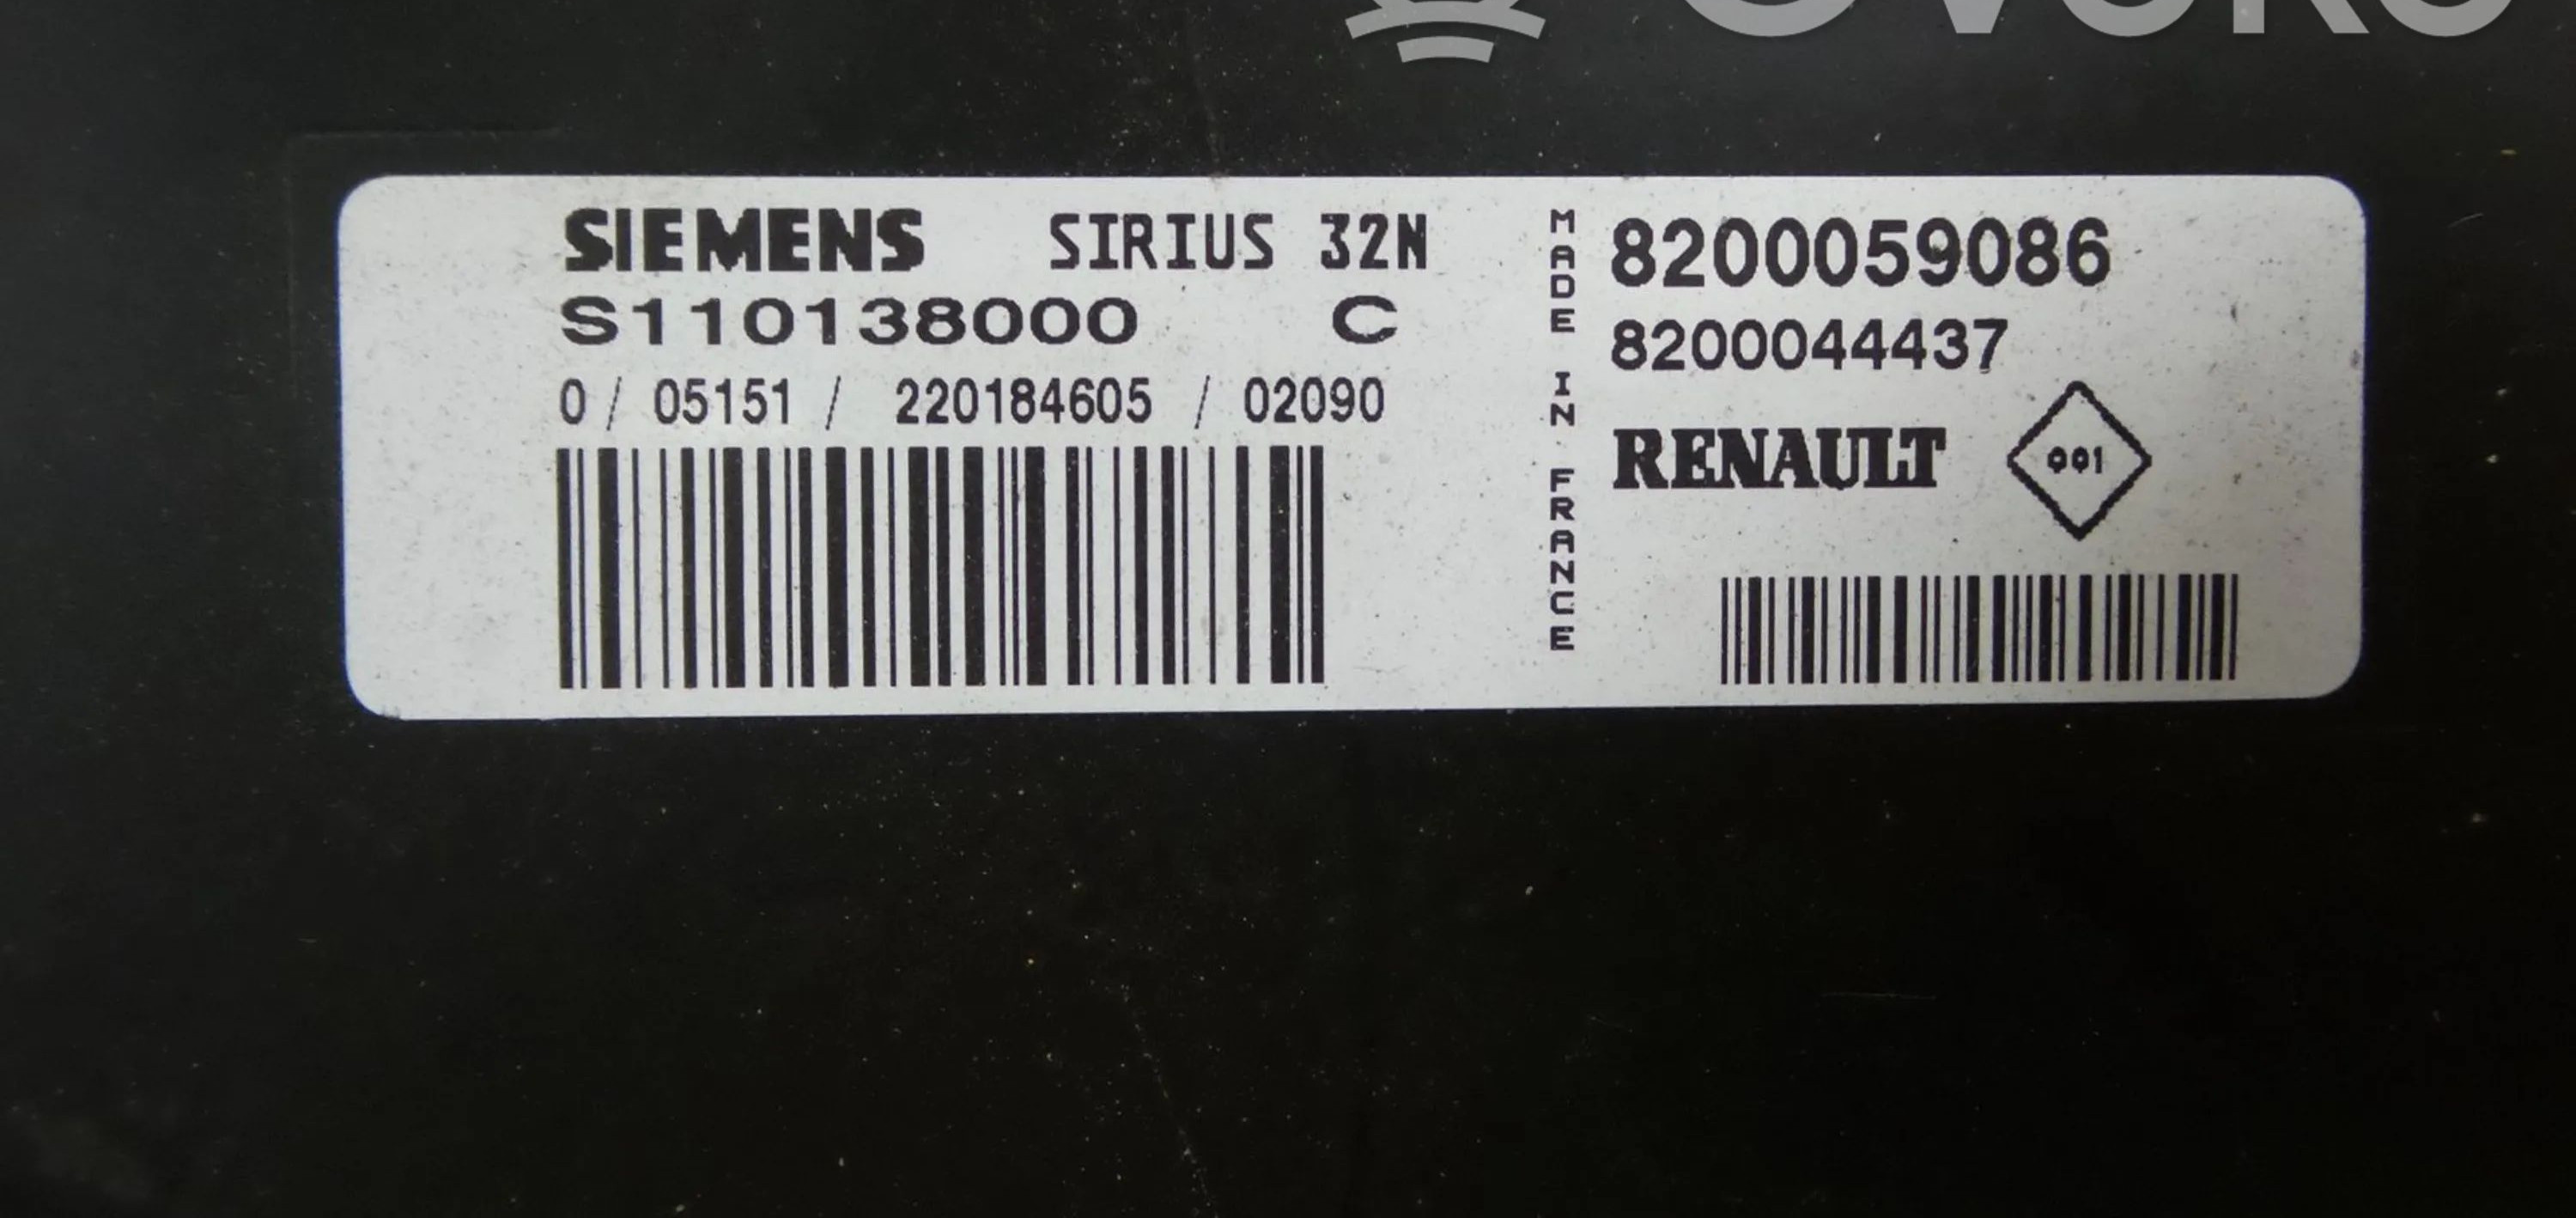 SIEMENS SIRIUS 32N
S110138000 C
0 / 05151 / 220184605 / 02090
MADE IN FRANCE
8200059086
8200044437
RENAULT 001